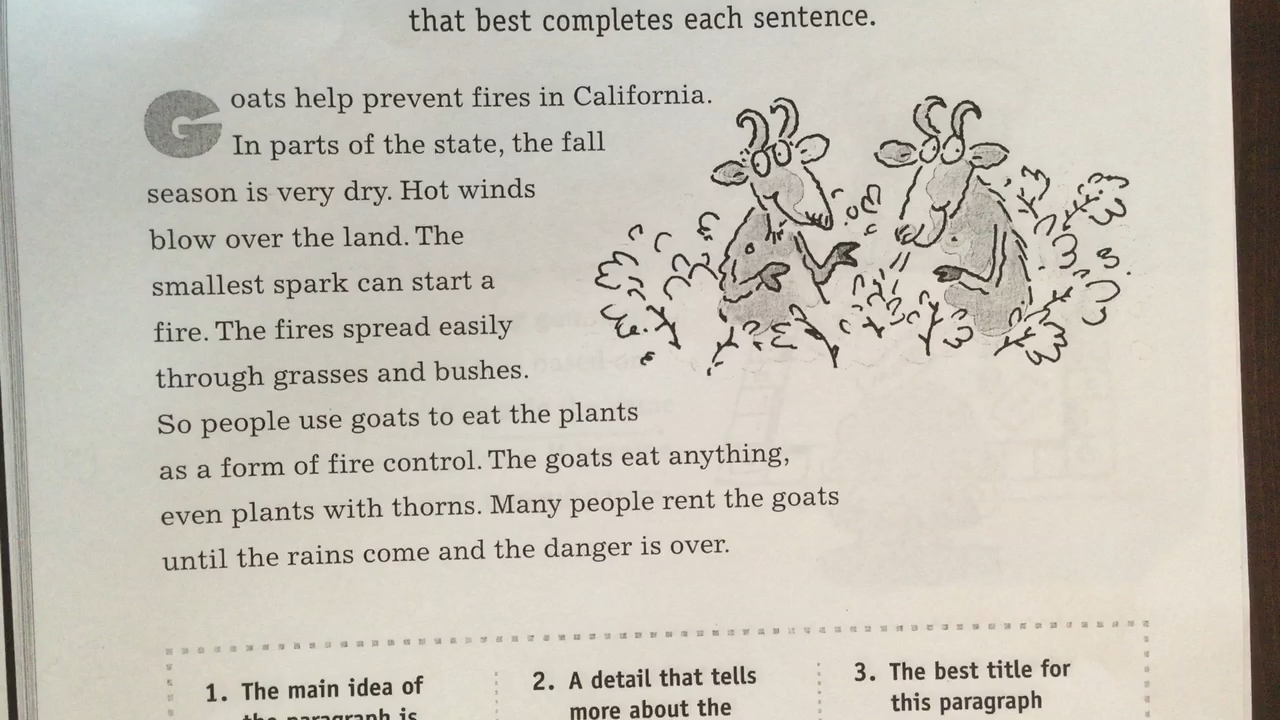 that best completes each sentence.
Goats help prevent fires in California.
In parts of the state, the fall
season is very dry. Hot winds
blow over the land. The
smallest spark can start a
fire. The fires spread easily
through grasses and bushes.
So people use goats to eat the plants
as a form of fire control. The goats eat anything,
even plants with thorns. Many people rent the goats
until the rains come and the danger is over.
1. The main idea of
the paragraph is
2. A detail that tells
more about the
3. The best title for
this paragraph